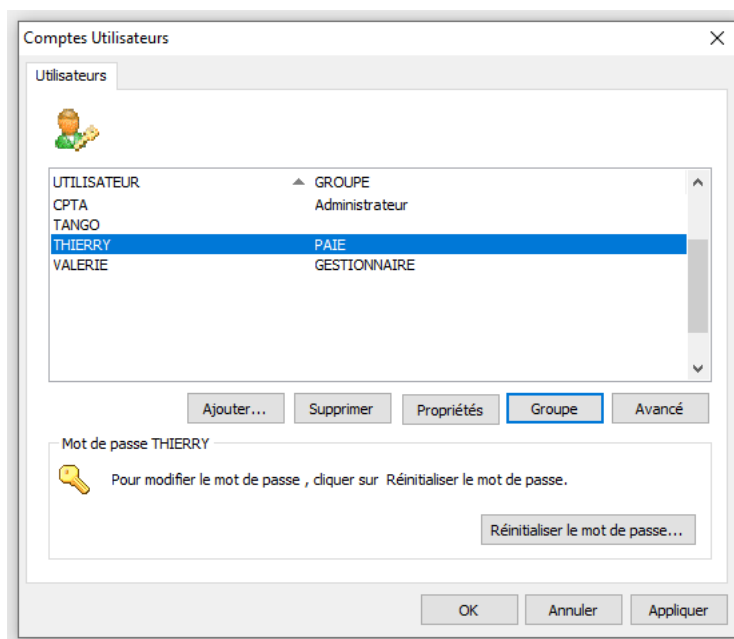 Comptes Utilisateurs
Utilisateurs
UTILISATEUR GROUPE
CPTA Administrateur
TANGO
THIERRY PAIE
VALERIE GESTIONNAIRE
Ajouter... Supprimer Propriétés Groupe Avancé
Mot de passe THIERRY
Pour modifier le mot de passe , cliquer sur Réinitialiser le mot de passe.
Réinitialiser le mot de passe...
OK Annuler Appliquer